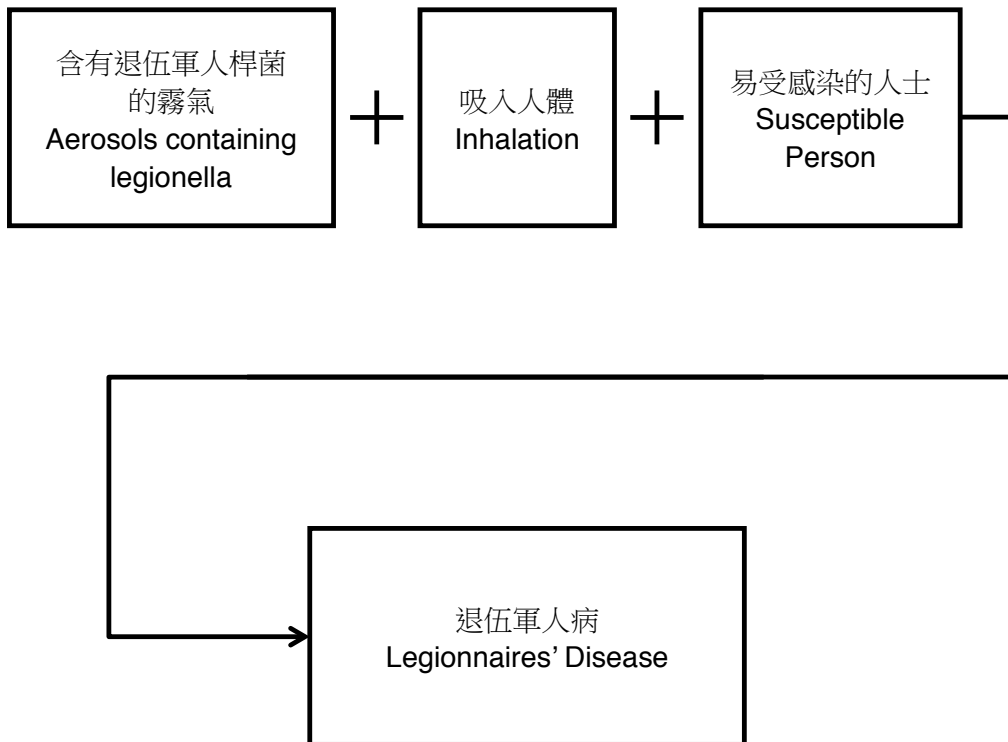 含有退伍軍人桿菌
的霧氣
Aerosols containing
legionella
吸入人體
Inhalation
易受感染的人士
Susceptible
Person
退伍軍人病
Legionnaires’ Disease